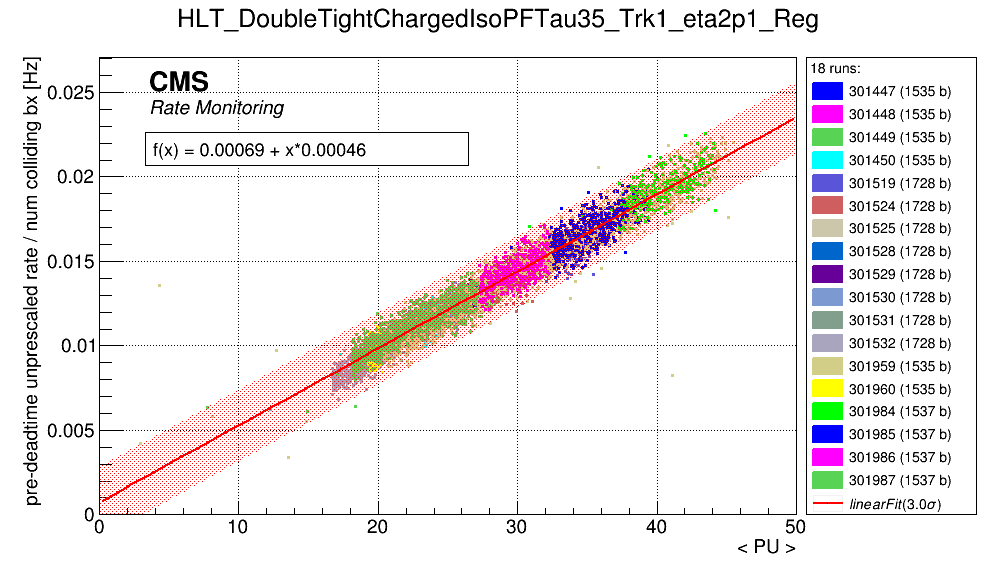 HLT_DoubleTightChargedIsoPFTau35_Trk1_eta2p1_Reg
pre-deadtime unprescaled rate / num colliding bx [Hz]
CMS
Rate Monitoring
f(x) = 0.00069 + x*0.00046
0.025
0.02
0.015
0.01
0.005
0
0 10 20 30 40 50
< PU >
18 runs:
301447 (1535 b)
301448 (1535 b)
301449 (1535 b)
301450 (1535 b)
301519 (1728 b)
301524 (1728 b)
301525 (1728 b)
301528 (1728 b)
301529 (1728 b)
301530 (1728 b)
301531 (1728 b)
301532 (1728 b)
301959 (1535 b)
301960 (1535 b)
301984 (1537 b)
301985 (1537 b)
301986 (1537 b)
301987 (1537 b)
linearFit(3.0σ)